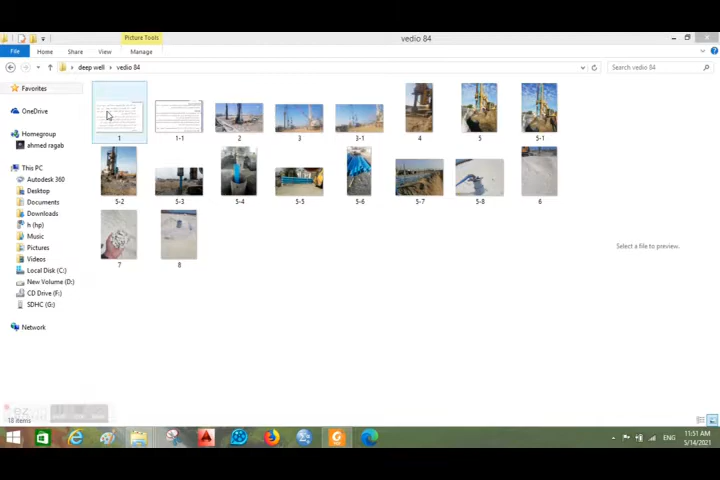 Picture Tools
vedio 84
File Home Share View Manage
deep well vedio 84
Search vedio 84
Favorites
OneDrive
Homegroup
ahmed ragab
This PC
Autodesk 360
Desktop
Documents
Downloads
h (hp)
Music
Pictures
Videos
Local Disk (C:)
New Volume (D:)
CD Drive (F:)
SDHC (G:)
Network
1 1-1 2 3 3-1 4 5 5-1
5-2 5-3 5-4 5-5 5-6 5-7 5-8 6
7 8
Select a file to preview.
ez
18 items
ENG
11:51 AM
5/14/2021